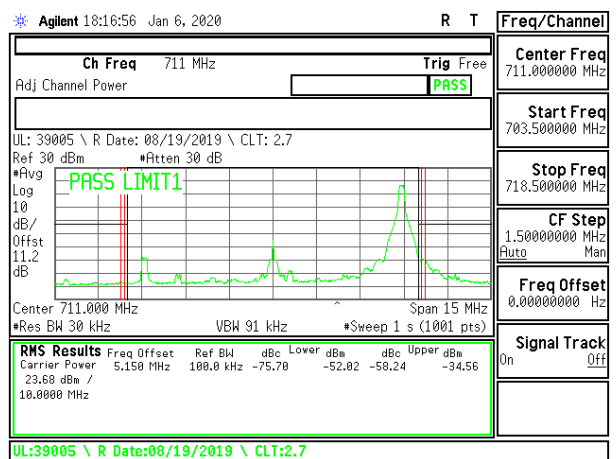 Agilent 18:16:56 Jan 6, 2020 R T
Freq/Channel
Ch Freq 711 MHz Trig Free
Adj Channel Power PASS
Center Freq
711.000000 MHz
Start Freq
703.500000 MHz
UL: 39005 \ R Date: 08/19/2019 \ CLT: 2.7
Ref 30 dBm #Atten 30 dB
#Avg
Log
10
dB/
Offst
11.2
dB
PASS LIMIT1
Stop Freq
718.500000 MHz
CF Step
1.50000000 MHz
Auto Man
Freq Offset
0.00000000 Hz
Center 711.000 MHz ^ Span 15 MHz
#Res BW 30 kHz VBW 91 kHz #Sweep 1 s (1001 pts)
Signal Track
On Off
RMS Results Freq Offset Ref BW dBc Lower dBm dBc Upper dBm
Carrier Power 5.150 MHz 100.0 kHz -75.70 -52.02 -58.24 -34.56
23.68 dBm /
10.0000 MHz
UL:39005 \ R Date:08/19/2019 \ CLT:2.7